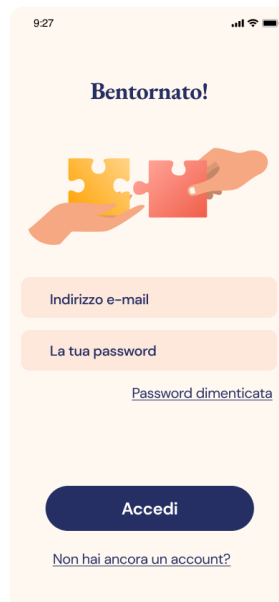 9:27
Bentornato!
Indirizzo e-mail
La tua password
Password dimenticata
Accedi
Non hai ancora un account?